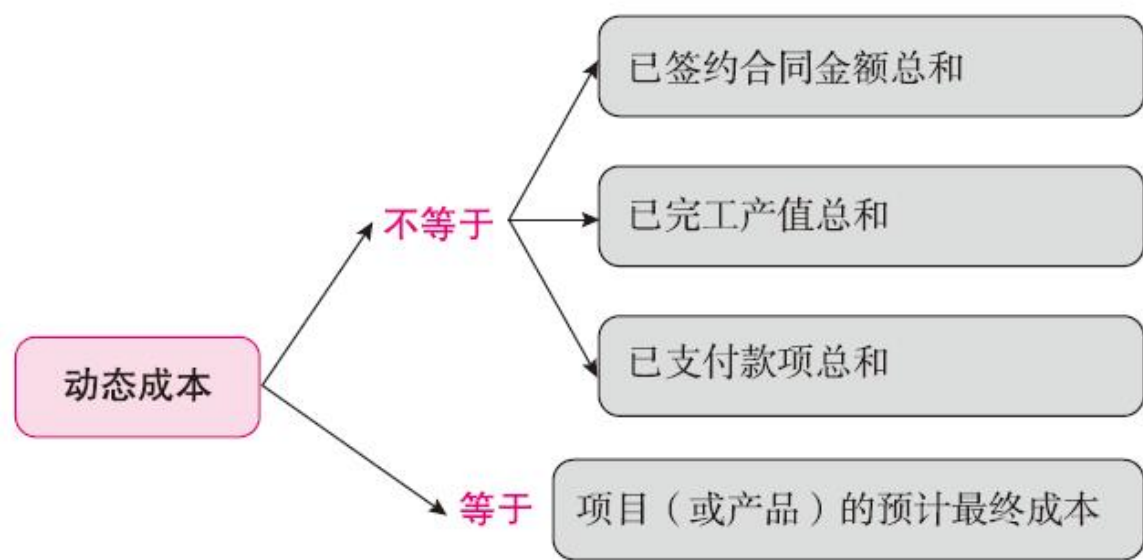 已签约合同金额总和
不等于
已完工产值总和
已支付款项总和
动态成本
等于
项目（或产品）的预计最终成本